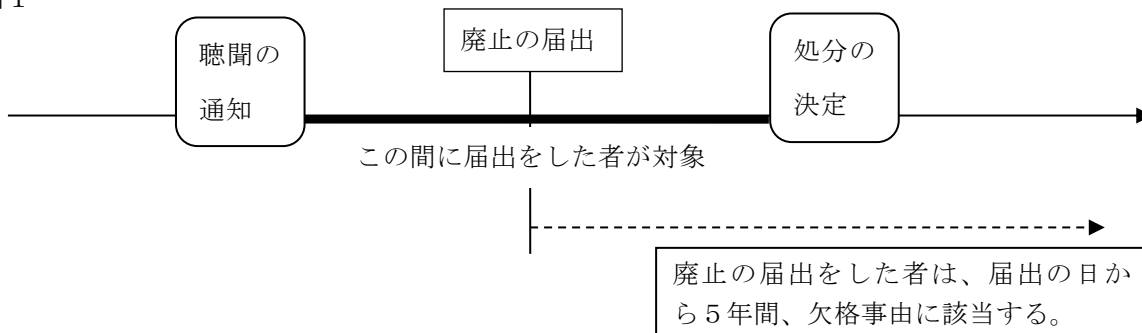 聴聞の
通知
廃止の届出
処分の
決定
この間に届出をした者が対象
廃止の届出をした者は、届出の日か
ら５年間、欠格事由に該当する。